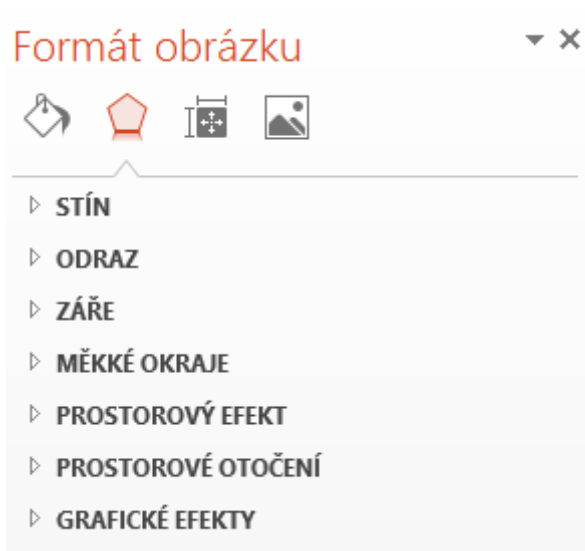 Formát obrázku
STÍN
ODRAZ
ZÁŘE
MĚKKÉ OKRAJE
PROSTOROVÝ EFEKT
PROSTOROVÉ OTOČENÍ
GRAFICKÉ EFEKTY